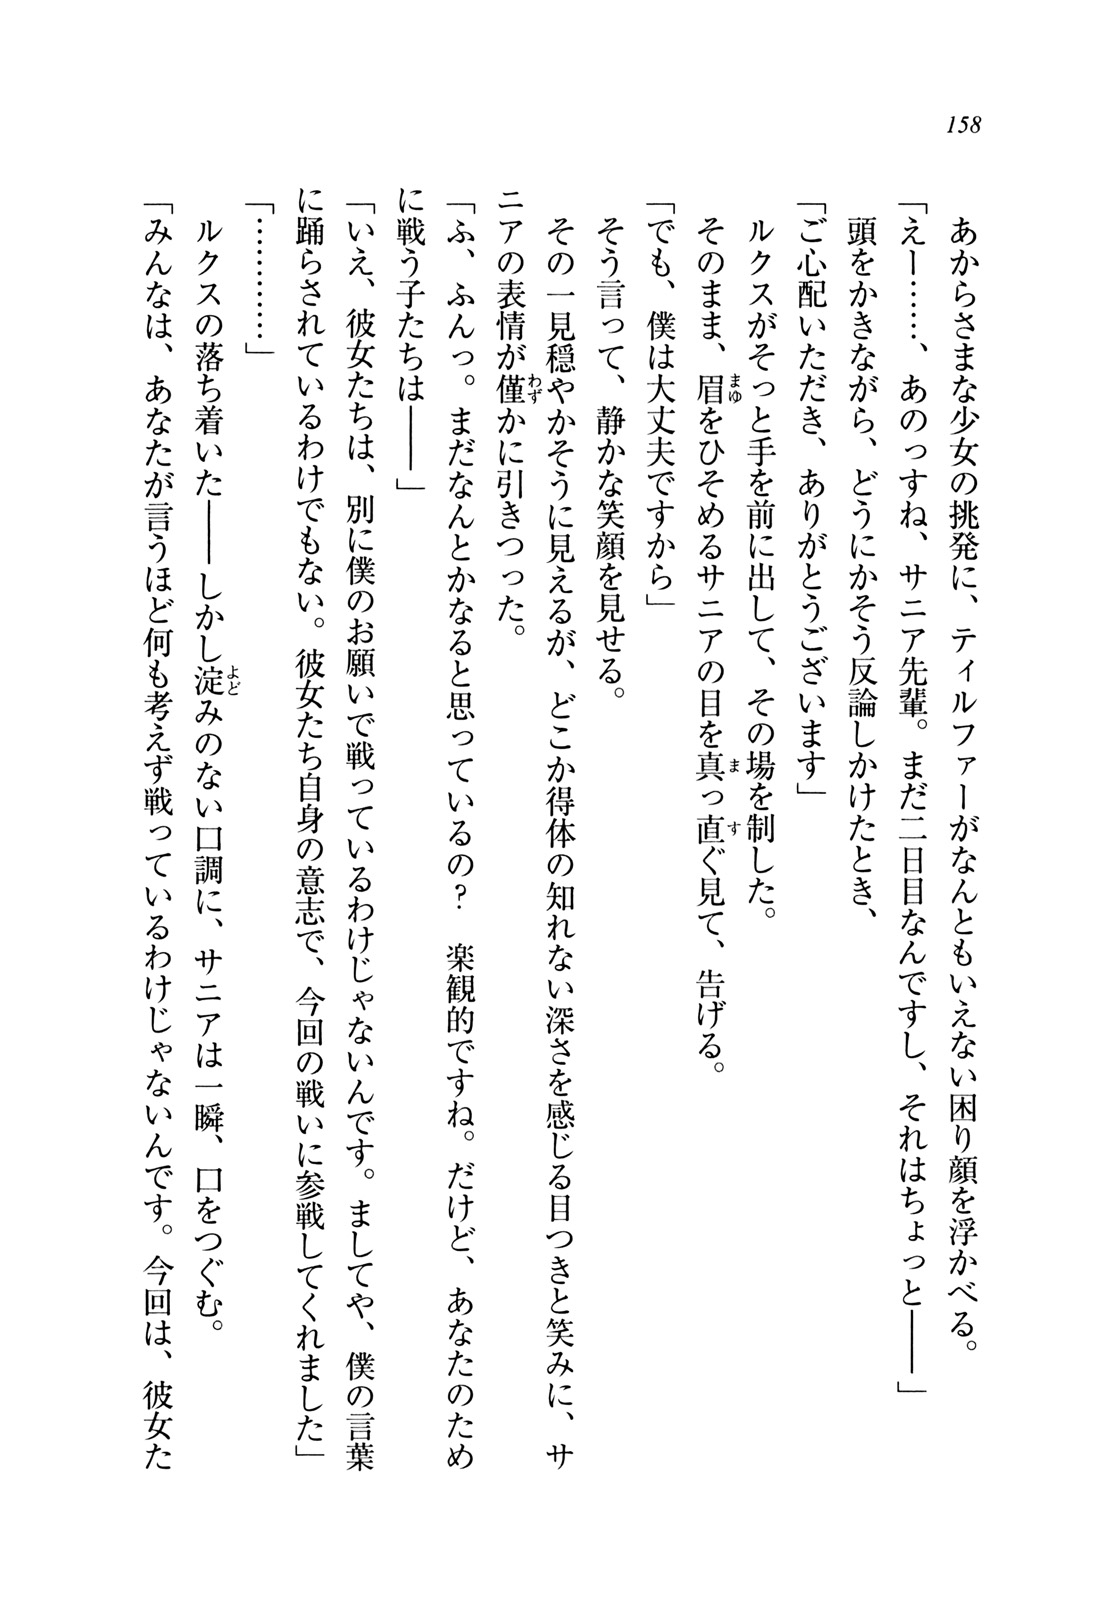 158
あからさまな少女の挑発に、ティルファーがなんともいえない困り顔を浮かべる。
「えー……、あのっすね、サニア先輩。まだ二日目なんですし、それはちょっと――」
頭をかきながら、どうにかそう反論しかけたとき、
「ご心配いただき、ありがとうございます」
ルクスがそっと手を前に出して、その場を制した。
そのまま、眉をひそめるサニアの目を真っ直ぐ見て、告げる。
「でも、僕は大丈夫ですから」
そう言って、静かな笑顔を見せる。
その一見穏やかそうに見えるが、どこか得体の知れない深さを感じる目つきと笑みに、サ
ニアの表情が僅かに引きつった。
「ふ、ふんっ。まだなんとかなると思っているの？　楽観的ですね。だけど、あなたのため
に戦う子たちは――」
「いえ、彼女たちは、別に僕のお願いで戦っているわけじゃないんです。ましてや、僕の言葉
に踊らされているわけでもない。彼女たち自身の意志で、今回の戦いに参戦してくれました」
「…………」
ルクスの落ち着いた――しかし淀みのない口調に、サニアは一瞬、口をつぐむ。
「みんなは、あなたが言うほど何も考えず戦っているわけじゃないんです。今回は、彼女た